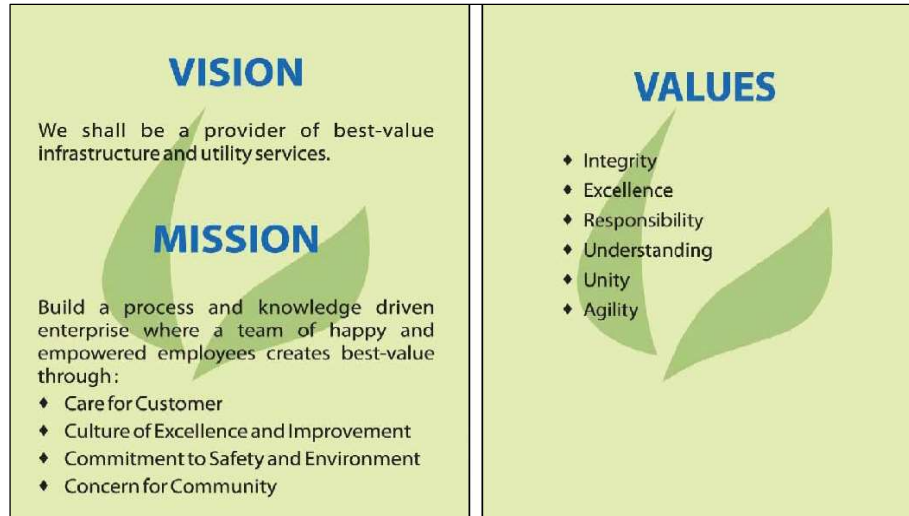 VISION
We shall be a provider of best-value
infrastructure and utility services.
MISSION
Build a process and knowledge driven
enterprise where a team of happy and
empowered employees creates best-value
through:
♦ Care for Customer
♦ Culture of Excellence and Improvement
♦ Commitment to Safety and Environment
♦ Concern for Community
VALUES
♦ Integrity
♦ Excellence
♦ Responsibility
♦ Understanding
♦ Unity
♦ Agility